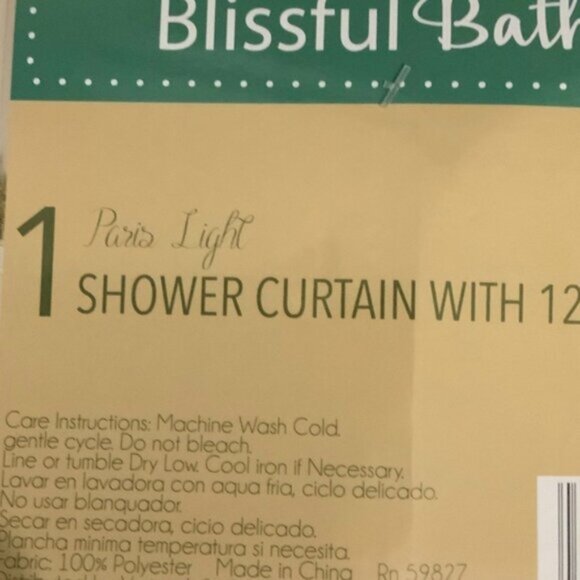 Blissful Bath
1 Paris Light
SHOWER CURTAIN WITH 12
Care Instructions: Machine Wash Cold.
gentle cycle. Do not bleach.
Line or tumble Dry Low. Cool iron if Necessary.
Lavar en lavadora con aqua fria, ciclo delicado.
No usar blanquador.
Secar en secadora, cicio delicado.
Plancha minima temperatura si necesita.
Fabric: 100% Polyester Made in China Rn 59827